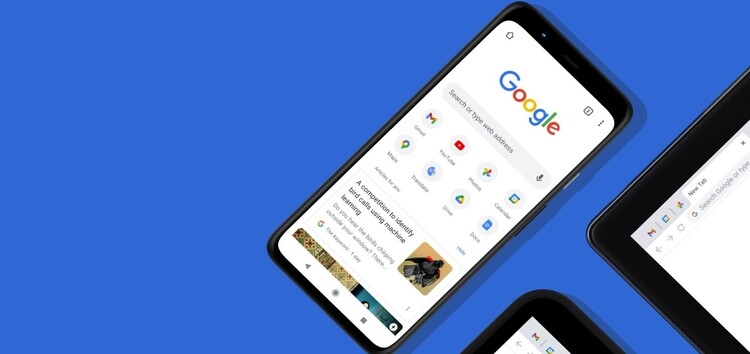 Google
Search or type web address
Gmail
YouTube
Photos
Calendar
Maps
Translate
Drive
Docs
Articles for you
Hide
A competition to identify
bird calls using machine
learning
Do you hear the birds chirping
outside your window? There...
The Keyword · 1 day
New Tab
Search Google or type